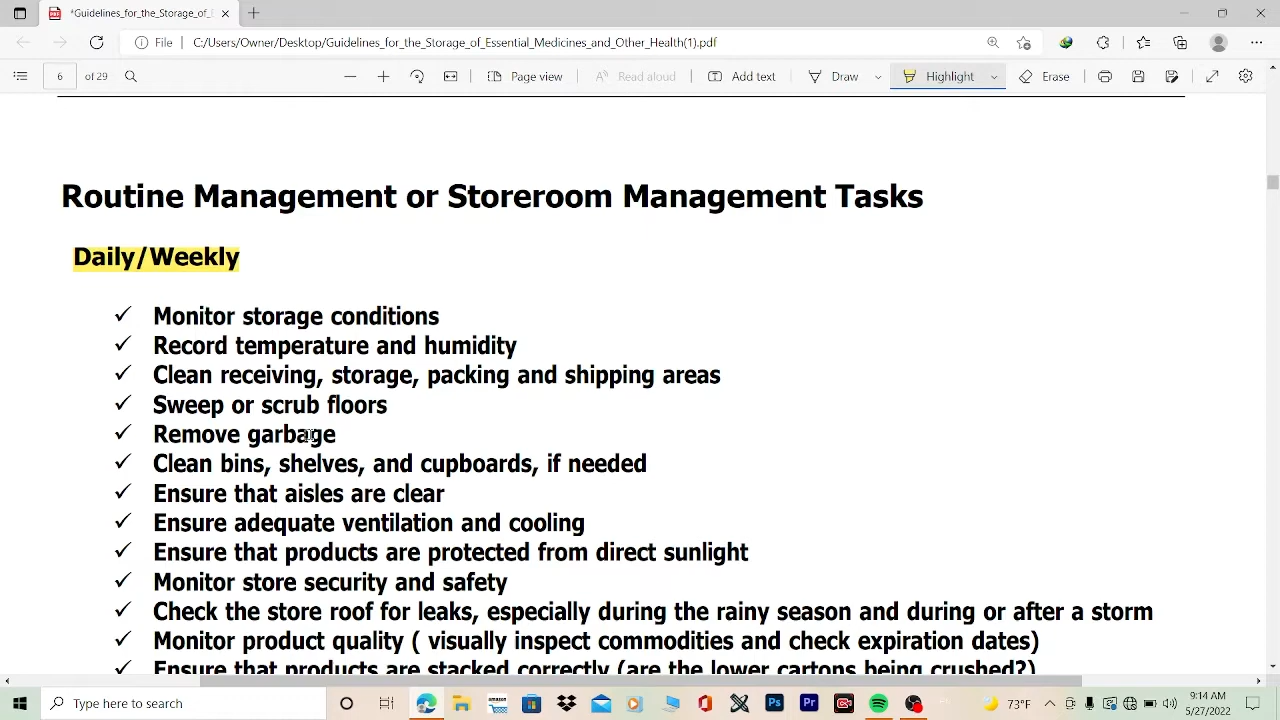 *Guidelines_for_the_Storage_of_
File C:/Users/Owner/Desktop/Guidelines_for_the_Storage_of_Essential_Medicines_and_Other_Health(1).pdf
6 of 29 Page view Read aloud Add text Draw Highlight Erase
Routine Management or Storeroom Management Tasks
Daily/Weekly
✓ Monitor storage conditions
✓ Record temperature and humidity
✓ Clean receiving, storage, packing and shipping areas
✓ Sweep or scrub floors
✓ Remove garbage
✓ Clean bins, shelves, and cupboards, if needed
✓ Ensure that aisles are clear
✓ Ensure adequate ventilation and cooling
✓ Ensure that products are protected from direct sunlight
✓ Monitor store security and safety
✓ Check the store roof for leaks, especially during the rainy season and during or after a storm
✓ Monitor product quality ( visually inspect commodities and check expiration dates)
✓ Ensure that products are stacked correctly (are the lower cartons being crushed?)
Type here to search amazon Ps Pr 73°F 9:14 AM
5/27/2022